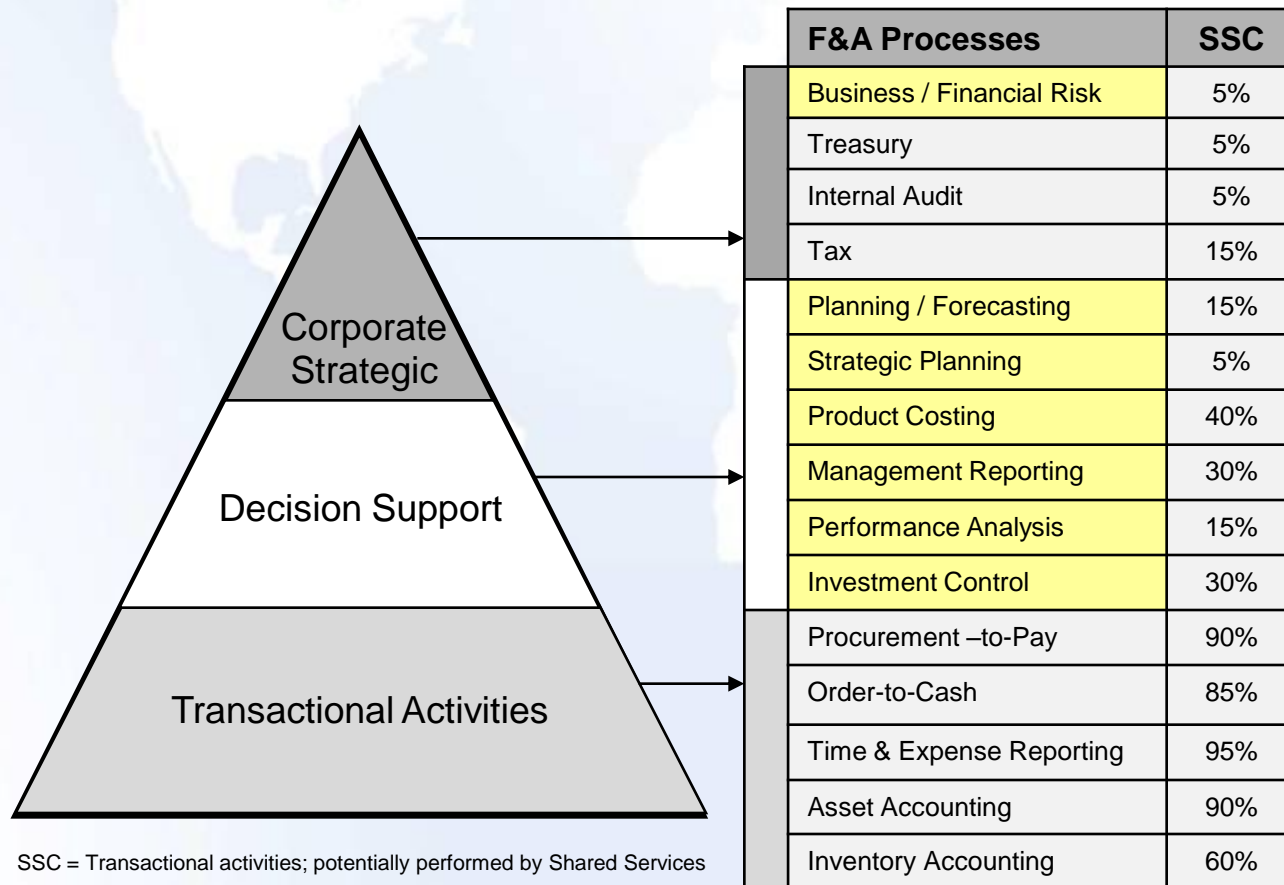 F&A Processes SSC
Business / Financial Risk 5%
Treasury 5%
Internal Audit 5%
Tax 15%
Planning / Forecasting 15%
Strategic Planning 5%
Product Costing 40%
Management Reporting 30%
Performance Analysis 15%
Investment Control 30%
Procurement –to-Pay 90%
Order-to-Cash 85%
Time & Expense Reporting 95%
Asset Accounting 90%
Inventory Accounting 60%
Corporate
Strategic
Decision Support
Transactional Activities
SSC = Transactional activities; potentially performed by Shared Services